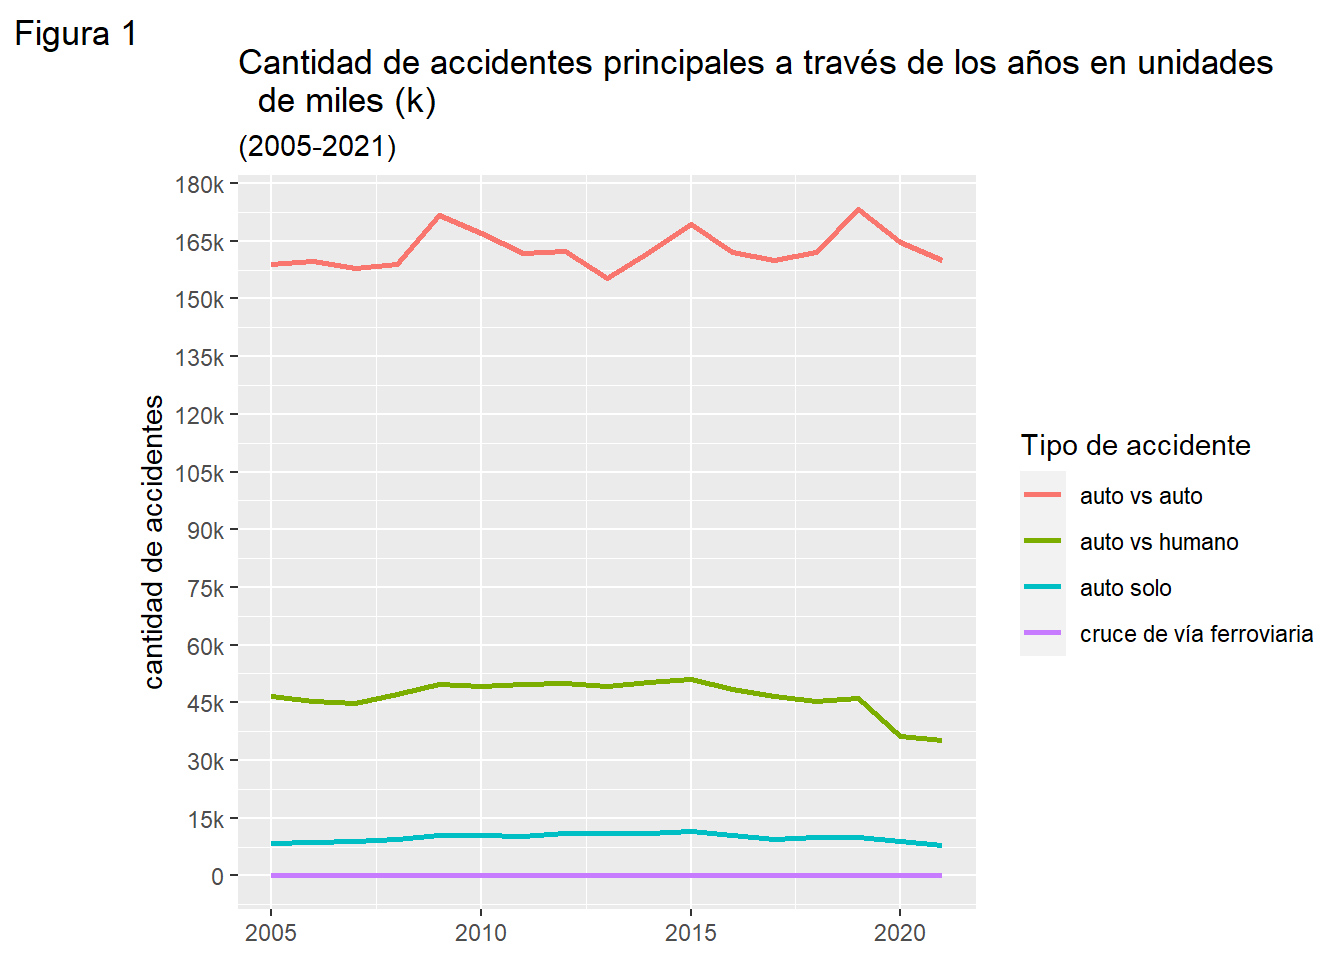 Figura 1
Cantidad de accidentes principales a través de los años en unidades
de miles (k)
(2005-2021)
180k
165k
150k
135k
120k
105k
90k
75k
60k
45k
30k
15k
0
cantidad de accidentes
2005
2010
2015
2020
Tipo de accidente
auto vs auto
auto vs humano
auto solo
cruce de vía ferroviaria